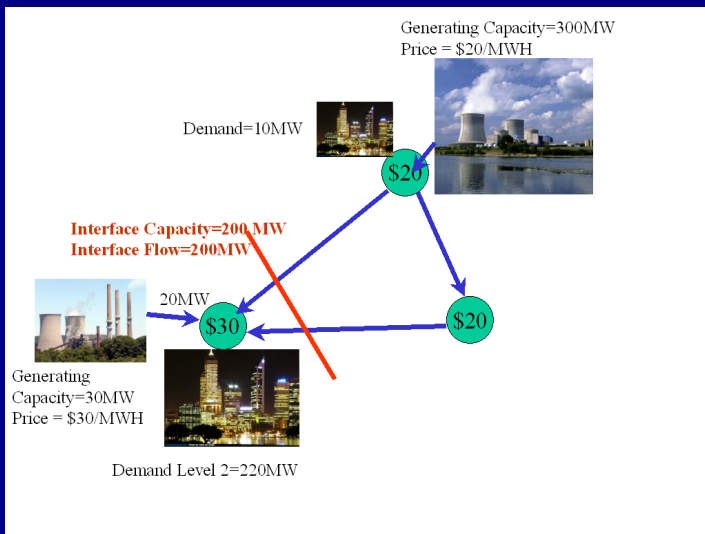 Generating Capacity=300MW
Price = $20/MWH
Demand=10MW
$20
Interface Capacity=200 MW
Interface Flow=200MW
20MW
$30
$20
Generating
Capacity=30MW
Price = $30/MWH
Demand Level 2=220MW